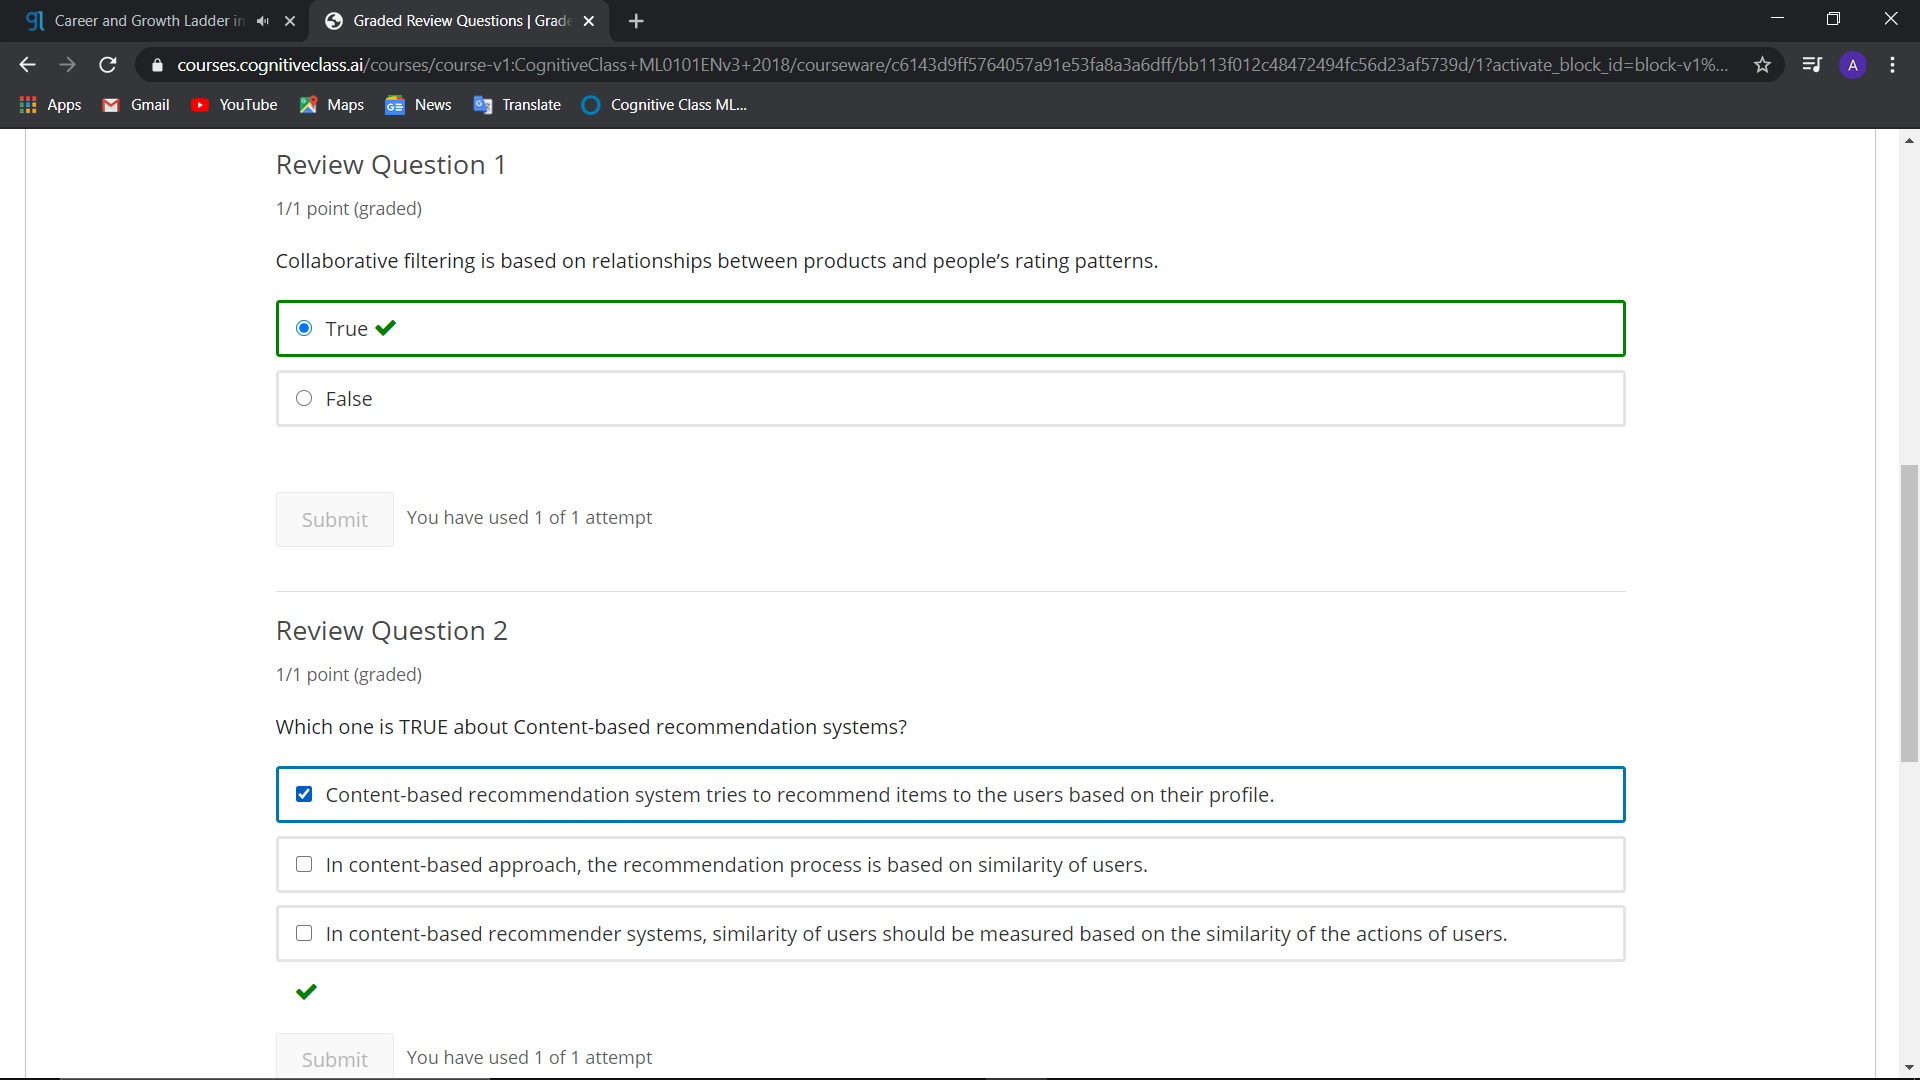 Career and Growth Ladder in
Graded Review Questions | Grade
courses.cognitiveclass.ai/courses/course-v1:CognitiveClass+ML0101ENv3+2018/courseware/c6143d9ff5764057a91e53fa8a3a6dff/bb113f012c48472494fc56d23af5739d/1?activate_block_id=block-v1%...
A
Apps Gmail YouTube Maps News Translate Cognitive Class ML...
Review Question 1
1/1 point (graded)
Collaborative filtering is based on relationships between products and people’s rating patterns.
True
False
Submit You have used 1 of 1 attempt
Review Question 2
1/1 point (graded)
Which one is TRUE about Content-based recommendation systems?
Content-based recommendation system tries to recommend items to the users based on their profile.
In content-based approach, the recommendation process is based on similarity of users.
In content-based recommender systems, similarity of users should be measured based on the similarity of the actions of users.
Submit You have used 1 of 1 attempt